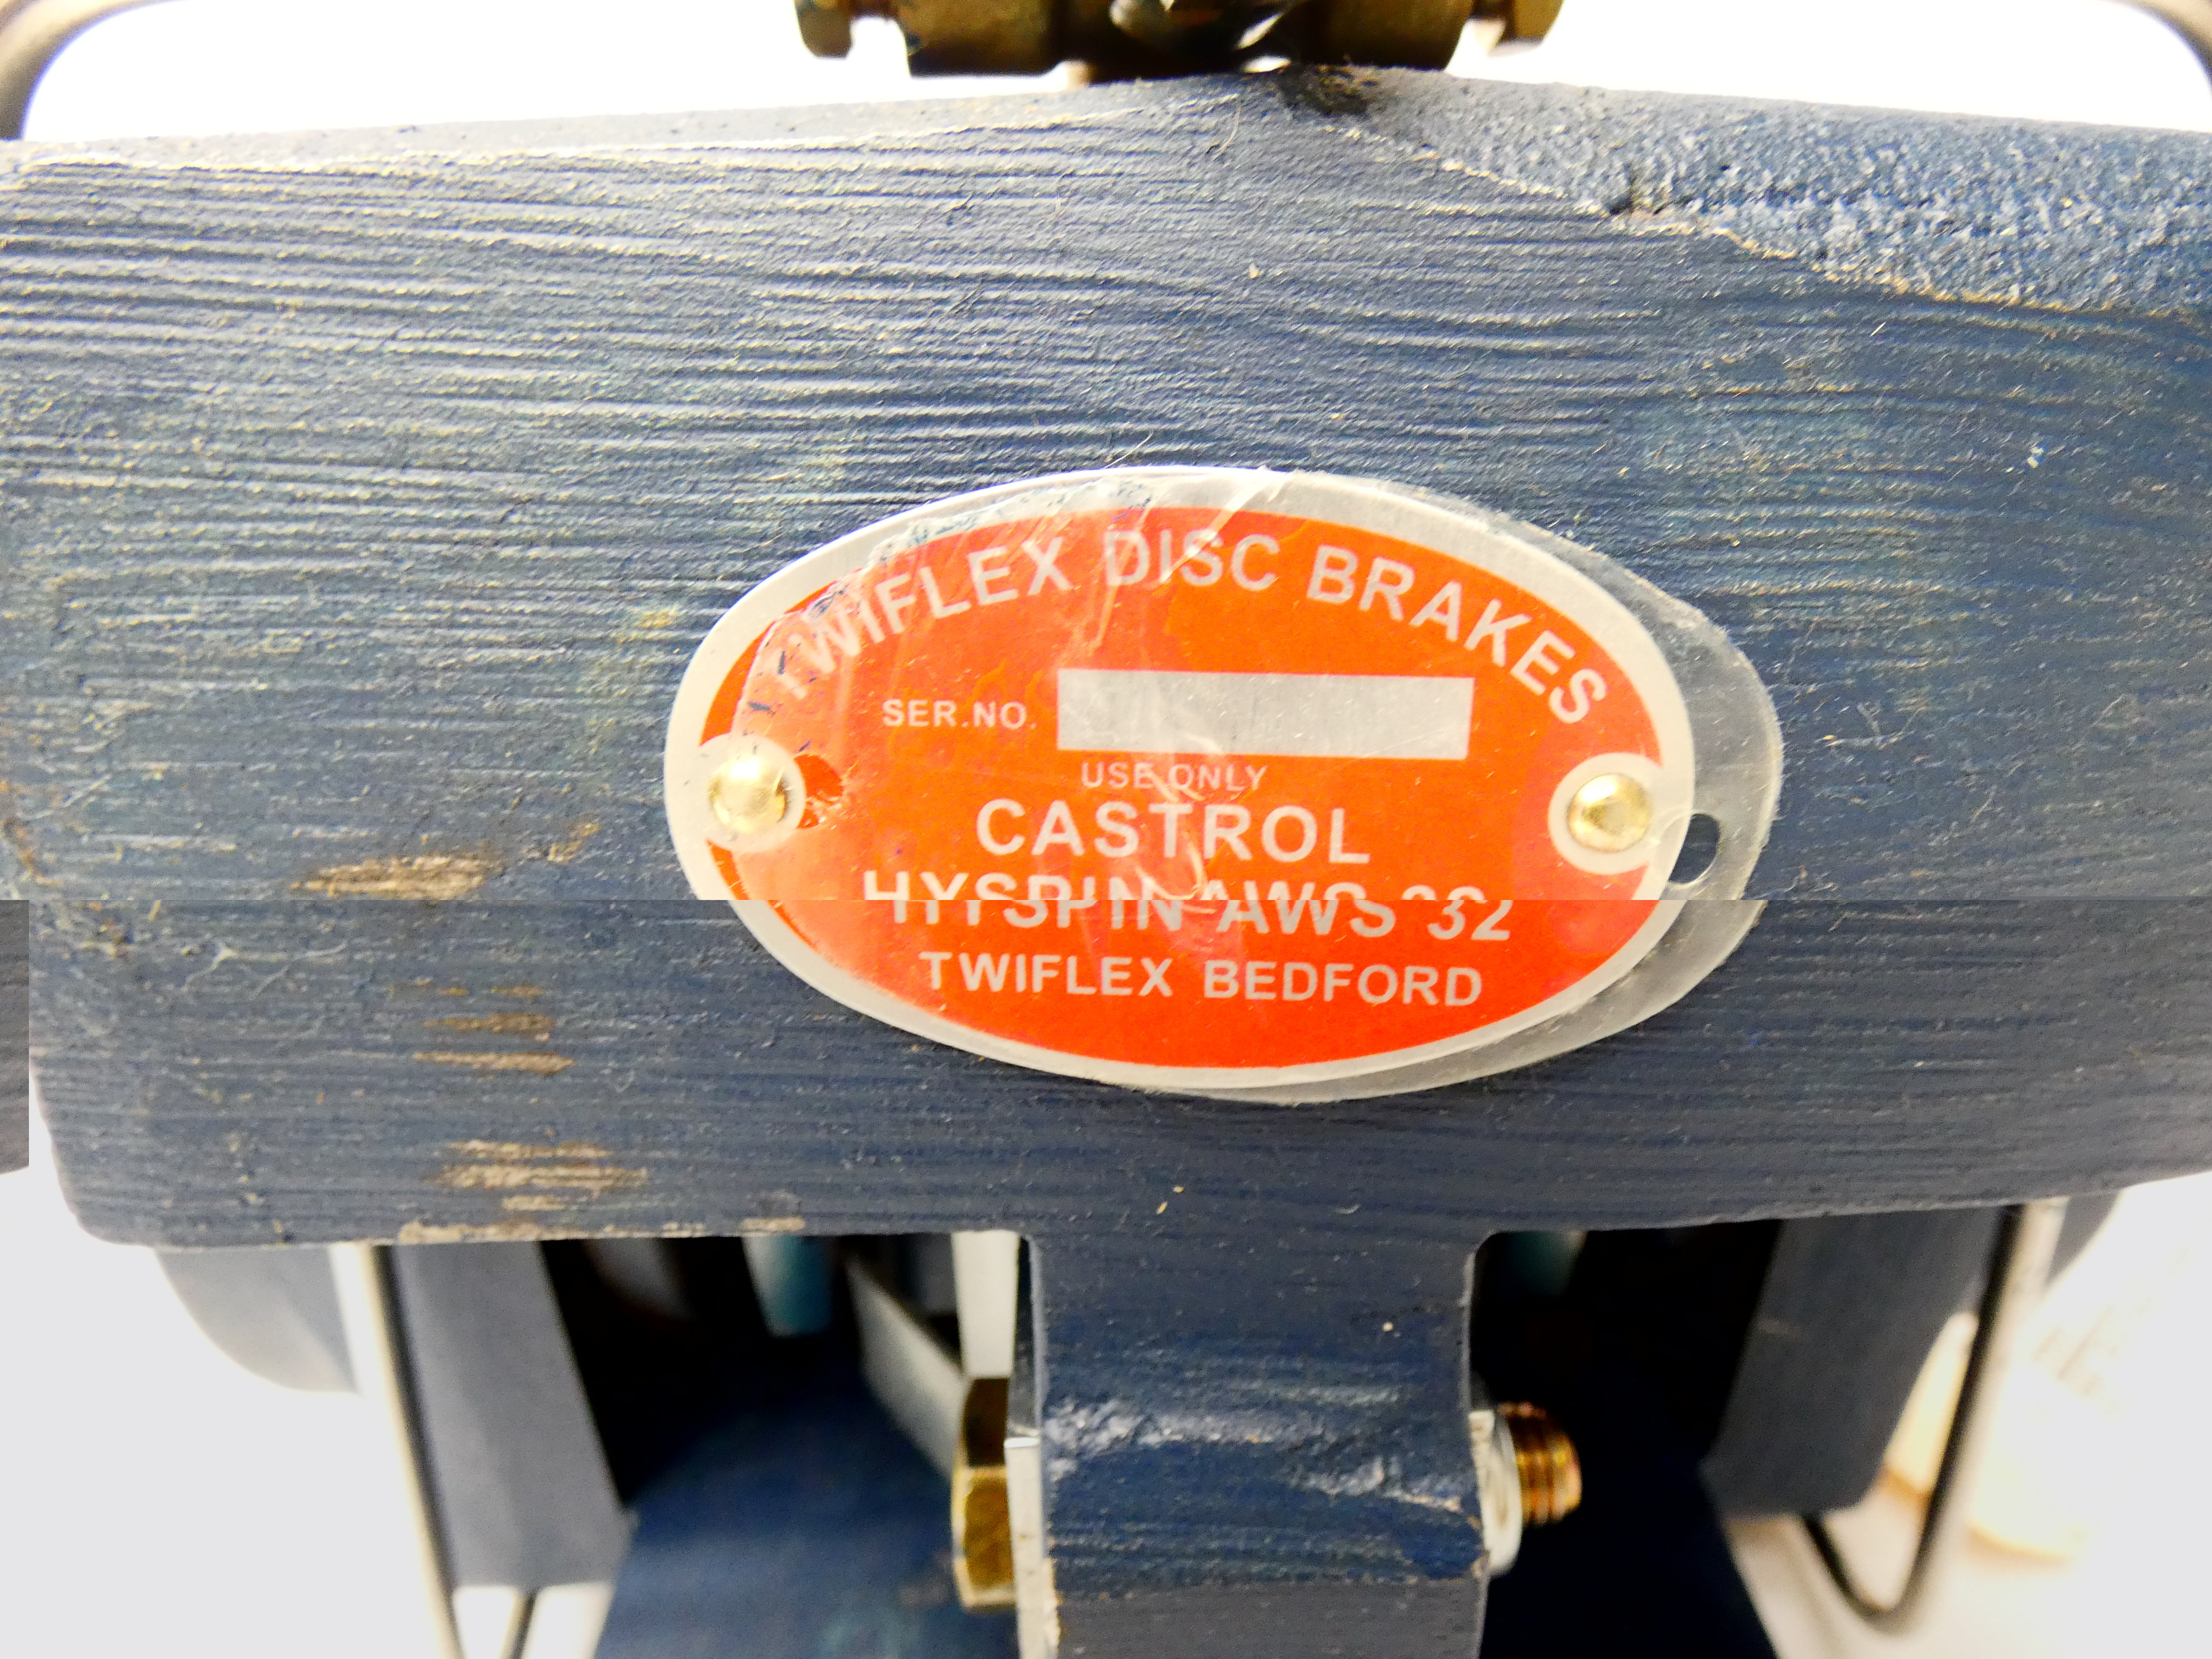 TWIFLEX DISC BRAKES
SER.NO.
USE ONLY
CASTROL
HYSPIN AWS 32
TWIFLEX BEDFORD